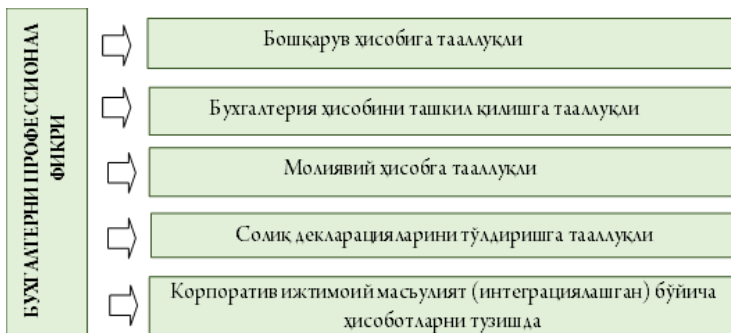 БУХГАЛТЕРНИ ПРОФЕССИОНАЛ
ФИКРИ
Бошқарув ҳисобига тааллуқли
Бухгалтерия ҳисобини ташкил қилишга тааллуқли
Молиявий ҳисобга тааллуқли
Солиқ декларацияларини тўлдиришга тааллуқли
Корпоратив ижтимоий масъулият (интеграциялашган) бўйича
ҳисоботларни тузишда